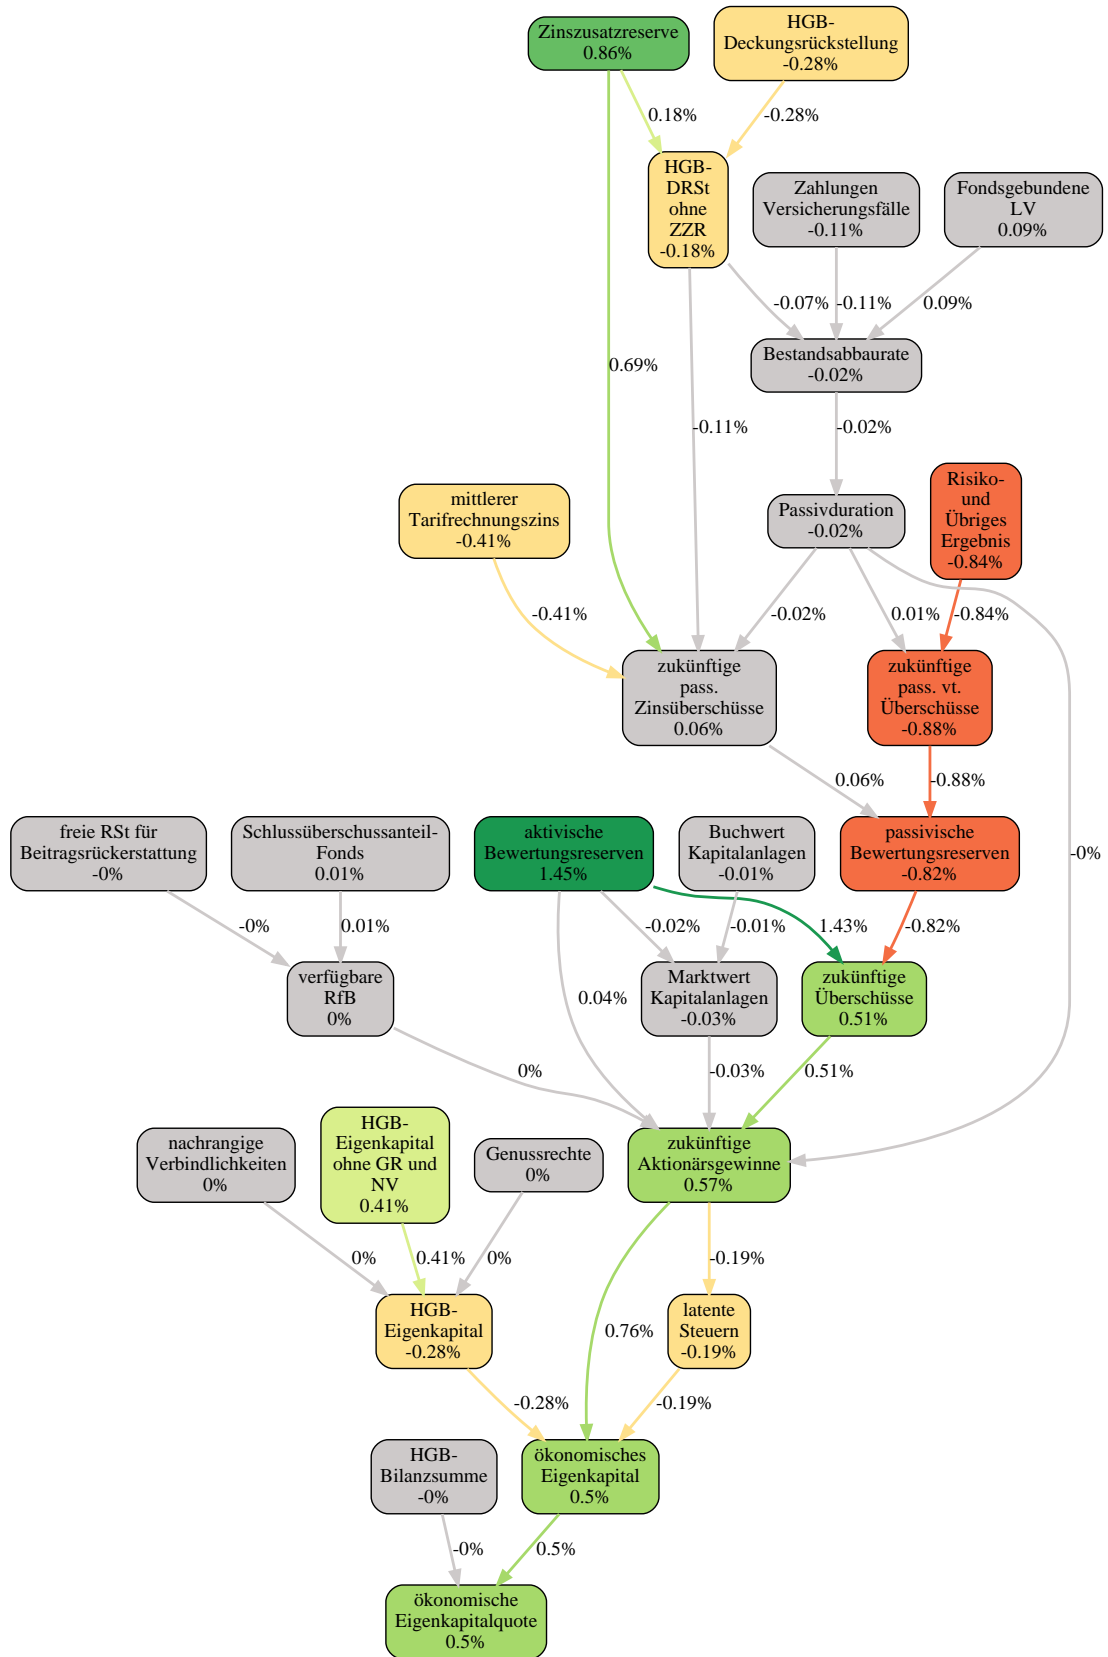 Zinszusatzreserve
0.86%
HGB-
Deckungsrückstellung
-0.28%
0.18%
-0.28%
HGB-
DRSt
ohne
ZZR
-0.18%
Zahlungen
Versicherungsfälle
-0.11%
Fondsgebundene
LV
0.09%
-0.07%
-0.11%
0.09%
Bestandsabbaurate
-0.02%
0.69%
-0.11%
-0.02%
mittlerer
Tarifrechnungszins
-0.41%
Passivduration
-0.02%
Risiko-
und
Übriges
Ergebnis
-0.84%
-0.41%
-0.02%
0.01%
-0.84%
zukünftige
pass.
Zinsüberschüsse
0.06%
zukünftige
pass. vt.
Überschüsse
-0.88%
0.06%
-0.88%
freie RSt für
Beitragsrückerstattung
-0%
Schlussüberschussanteil-
Fonds
0.01%
aktivische
Bewertungsreserven
1.45%
Buchwert
Kapitalanlagen
-0.01%
passivische
Bewertungsreserven
-0.82%
-0%
-0%
0.01%
-0.02%
-0.01%
1.43%
-0.82%
verfügbare
RfB
0%
0.04%
Marktwert
Kapitalanlagen
-0.03%
zukünftige
Überschüsse
0.51%
0%
-0.03%
0.51%
nachrangige
Verbindlichkeiten
0%
HGB-
Eigenkapital
ohne GR und
NV
0.41%
Genussrechte
0%
zukünftige
Aktionärsgewinne
0.57%
0%
0.41%
0%
-0.19%
HGB-
Eigenkapital
-0.28%
0.76%
latente
Steuern
-0.19%
-0.28%
-0.19%
HGB-
Bilanzsumme
-0%
ökonomisches
Eigenkapital
0.5%
-0%
0.5%
ökonomische
Eigenkapitalquote
0.5%